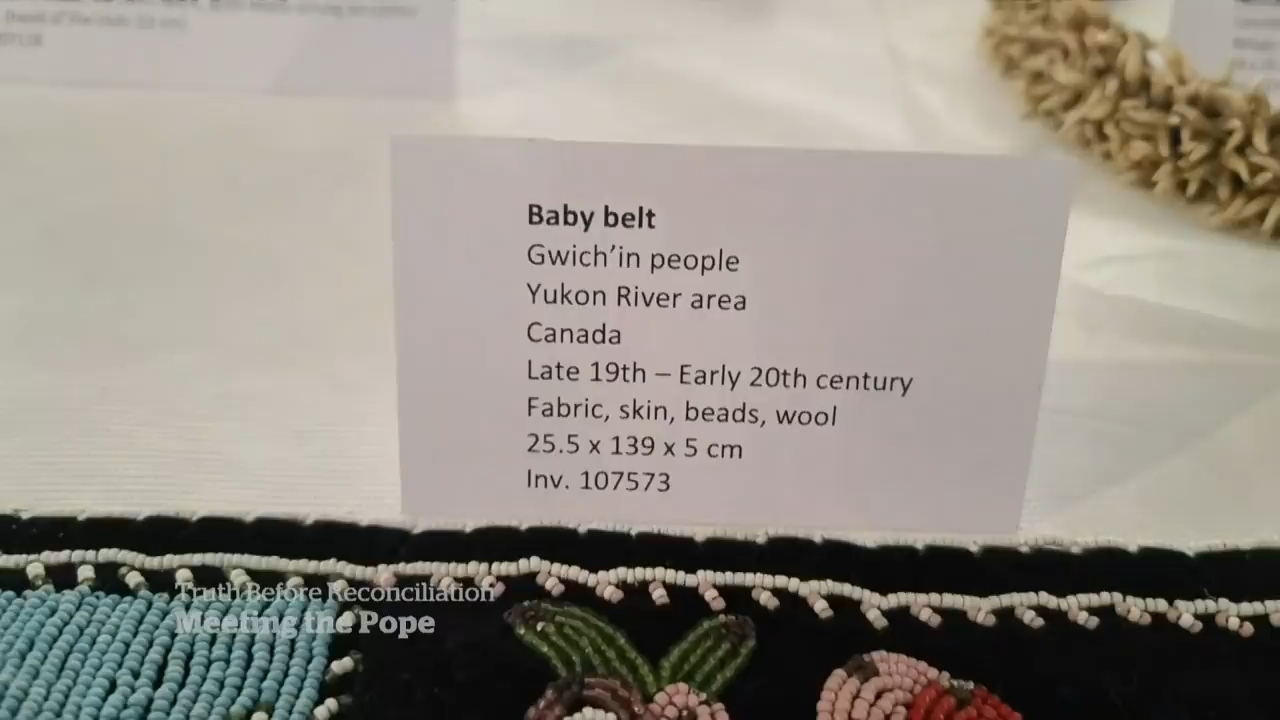 Baby belt
Gwich’in people
Yukon River area
Canada
Late 19th – Early 20th century
Fabric, skin, beads, wool
25.5 x 139 x 5 cm
Inv. 107573
Truth Before Reconciliation
Meeting the Pope